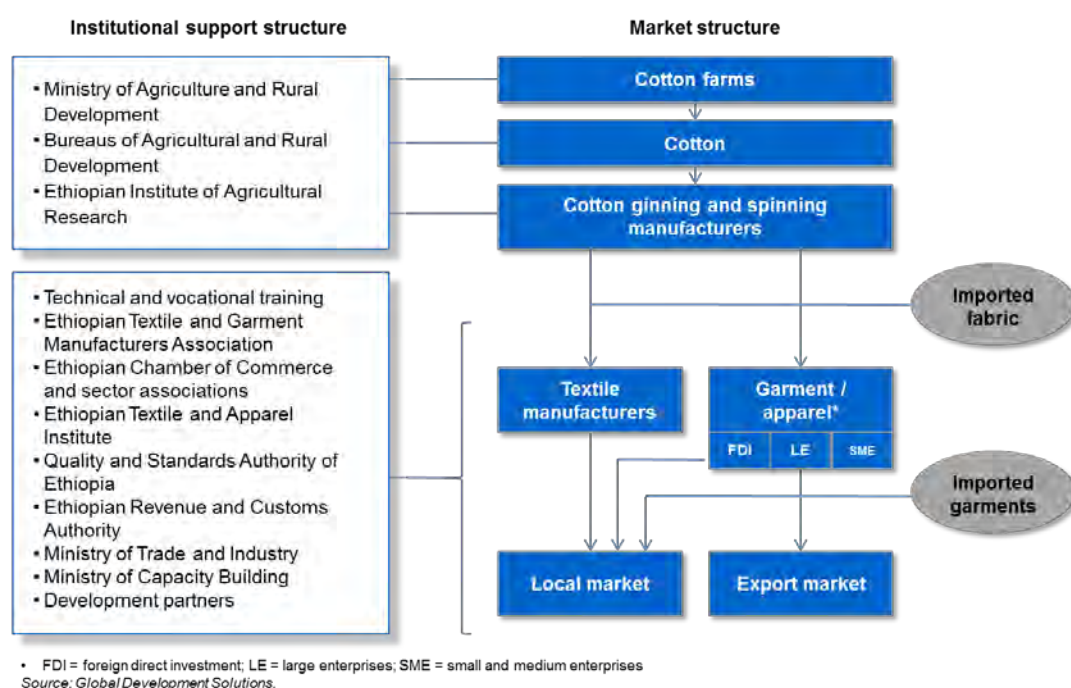 Institutional support structure
Market structure
• Ministry of Agriculture and Rural
Development
• Bureaus of Agricultural and Rural
Development
• Ethiopian Institute of Agricultural
Research
• Technical and vocational training
• Ethiopian Textile and Garment
Manufacturers Association
• Ethiopian Chamber of Commerce
and sector associations
• Ethiopian Textile and Apparel
Institute
• Quality and Standards Authority of
Ethiopia
• Ethiopian Revenue and Customs
Authority
• Ministry of Trade and Industry
• Ministry of Capacity Building
• Development partners
Cotton farms
Cotton
Cotton ginning and spinning
manufacturers
Imported
fabric
Textile
manufacturers
Garment /
apparel*
FDI
LE
SME
Imported
garments
Local market
Export market
• FDI = foreign direct investment; LE = large enterprises; SME = small and medium enterprises
Source: Global Development Solutions.